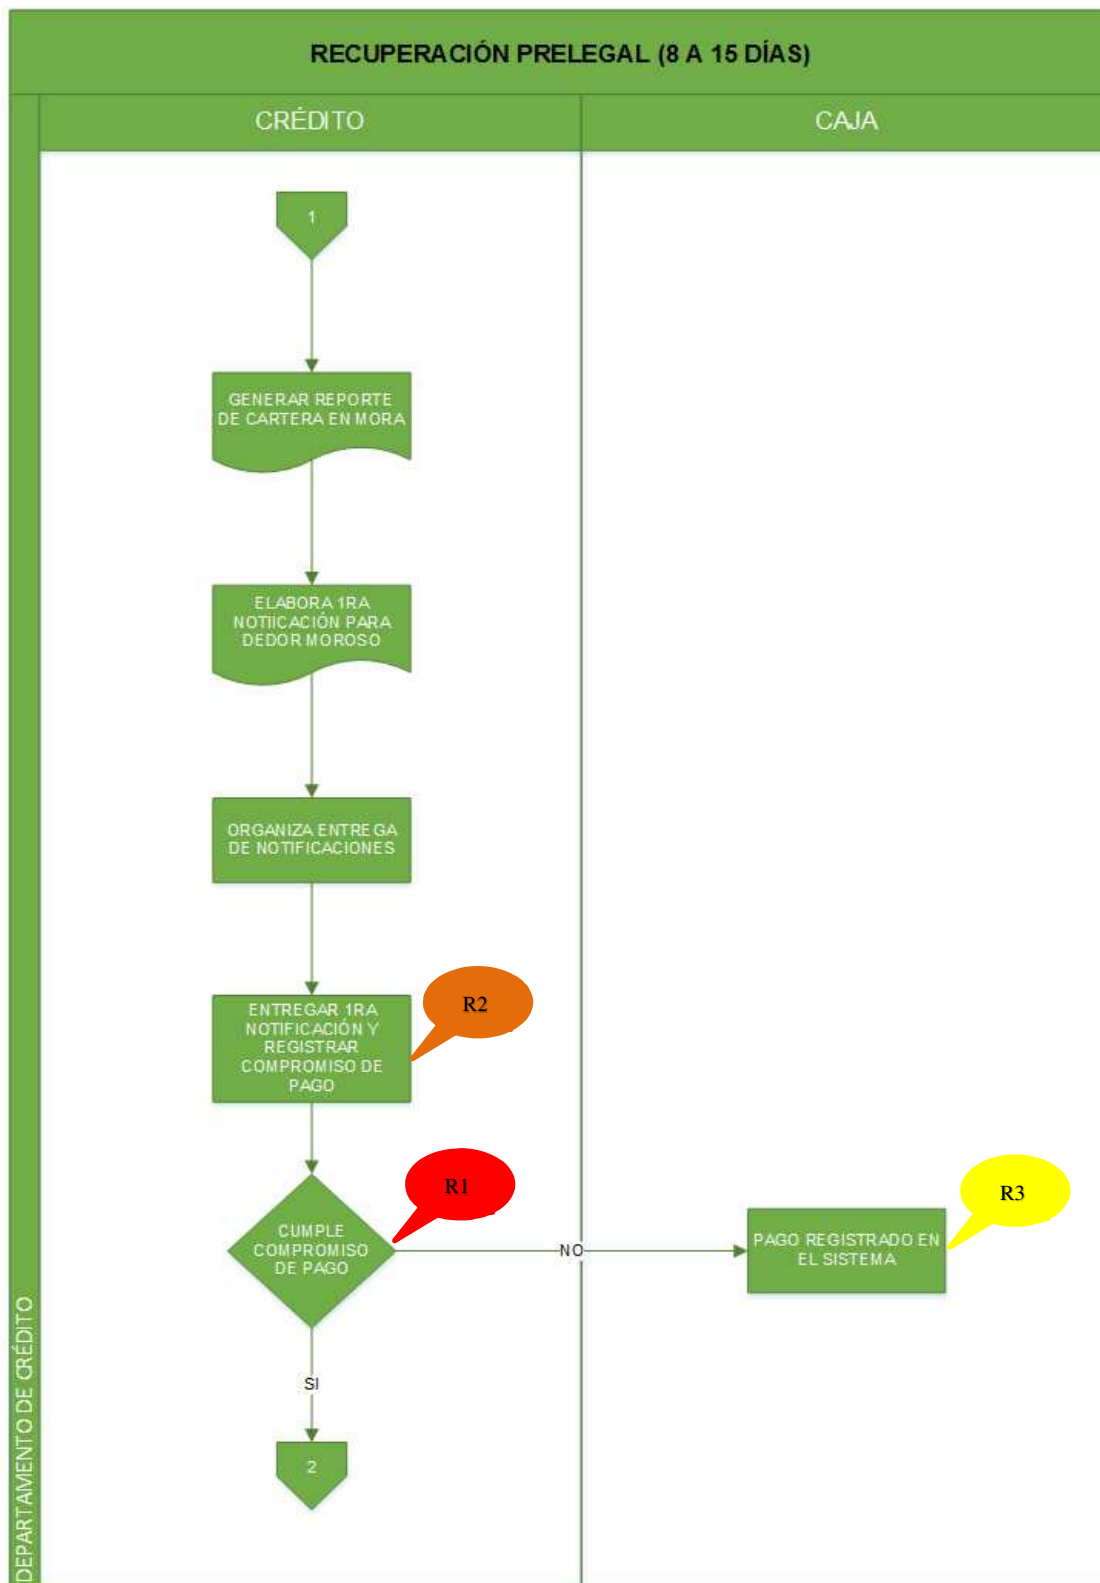 RECUPERACIÓN PRELEGAL (8 A 15 DÍAS)
CRÉDITO
CAJA
1
GENERAR REPORTE
DE CARTERA EN MORA
ELABORA 1RA
NOTIICACIÓN PARA
DEDOR MOROSO
ORGANIZA ENTREGA
DE NOTIFICACIONES
ENTREGAR 1RA
NOTIFICACIÓN Y
REGISTRAR
COMPROMISO DE
PAGO
R2
R1
CUMPLE
COMPROMISO
DE PAGO
NO
PAGO REGISTRADO EN
EL SISTEMA
R3
SI
2
DEPARTAMENTO DE CRÉDITO